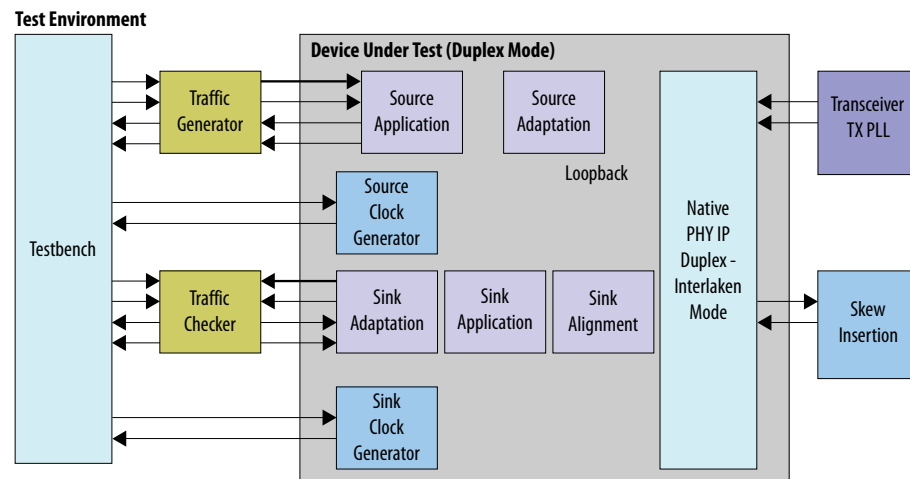 Test Environment
Device Under Test (Duplex Mode)
Traffic
Generator
Source
Application
Source
Adaptation
Transceiver
TX PLL
Loopback
Source
Clock
Generator
Testbench
Native
PHY IP
Duplex -
Interlaken
Mode
Traffic
Checker
Sink
Adaptation
Sink
Application
Sink
Alignment
Skew
Insertion
Sink
Clock
Generator